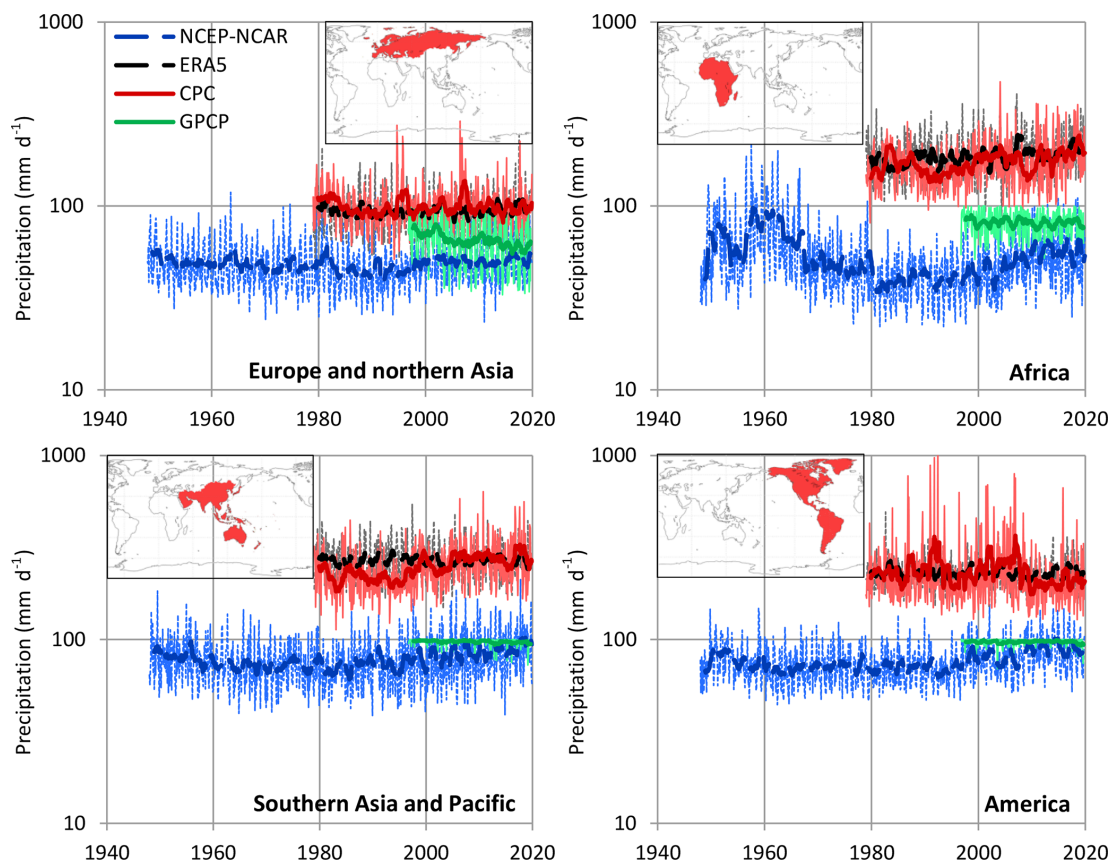 1000
100
10
Precipitation (mm d⁻¹)
NCEP-NCAR
ERA5
CPC
GPCP
Europe and northern Asia
1940 1960 1980 2000 2020
1000
100
10
Precipitation (mm d⁻¹)
Africa
1940 1960 1980 2000 2020
1000
100
10
Precipitation (mm d⁻¹)
Southern Asia and Pacific
1940 1960 1980 2000 2020
1000
100
10
Precipitation (mm d⁻¹)
America
1940 1960 1980 2000 2020